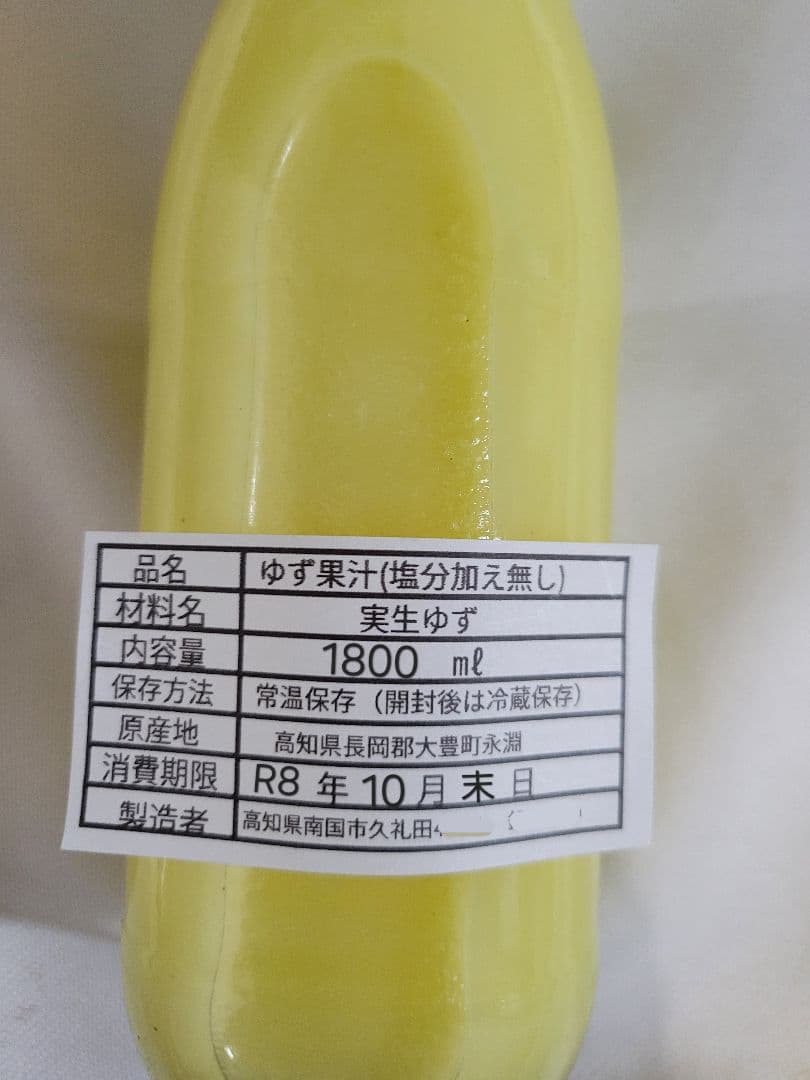 品名 ゆず果汁(塩分加え無し)
材料名 実生ゆず
内容量 1800 ㎖
保存方法 常温保存（開封後は冷蔵保存）
原産地 高知県長岡郡大豊町永淵
消費期限 R8 年 10 月 末 日
製造者 高知県南国市久礼田